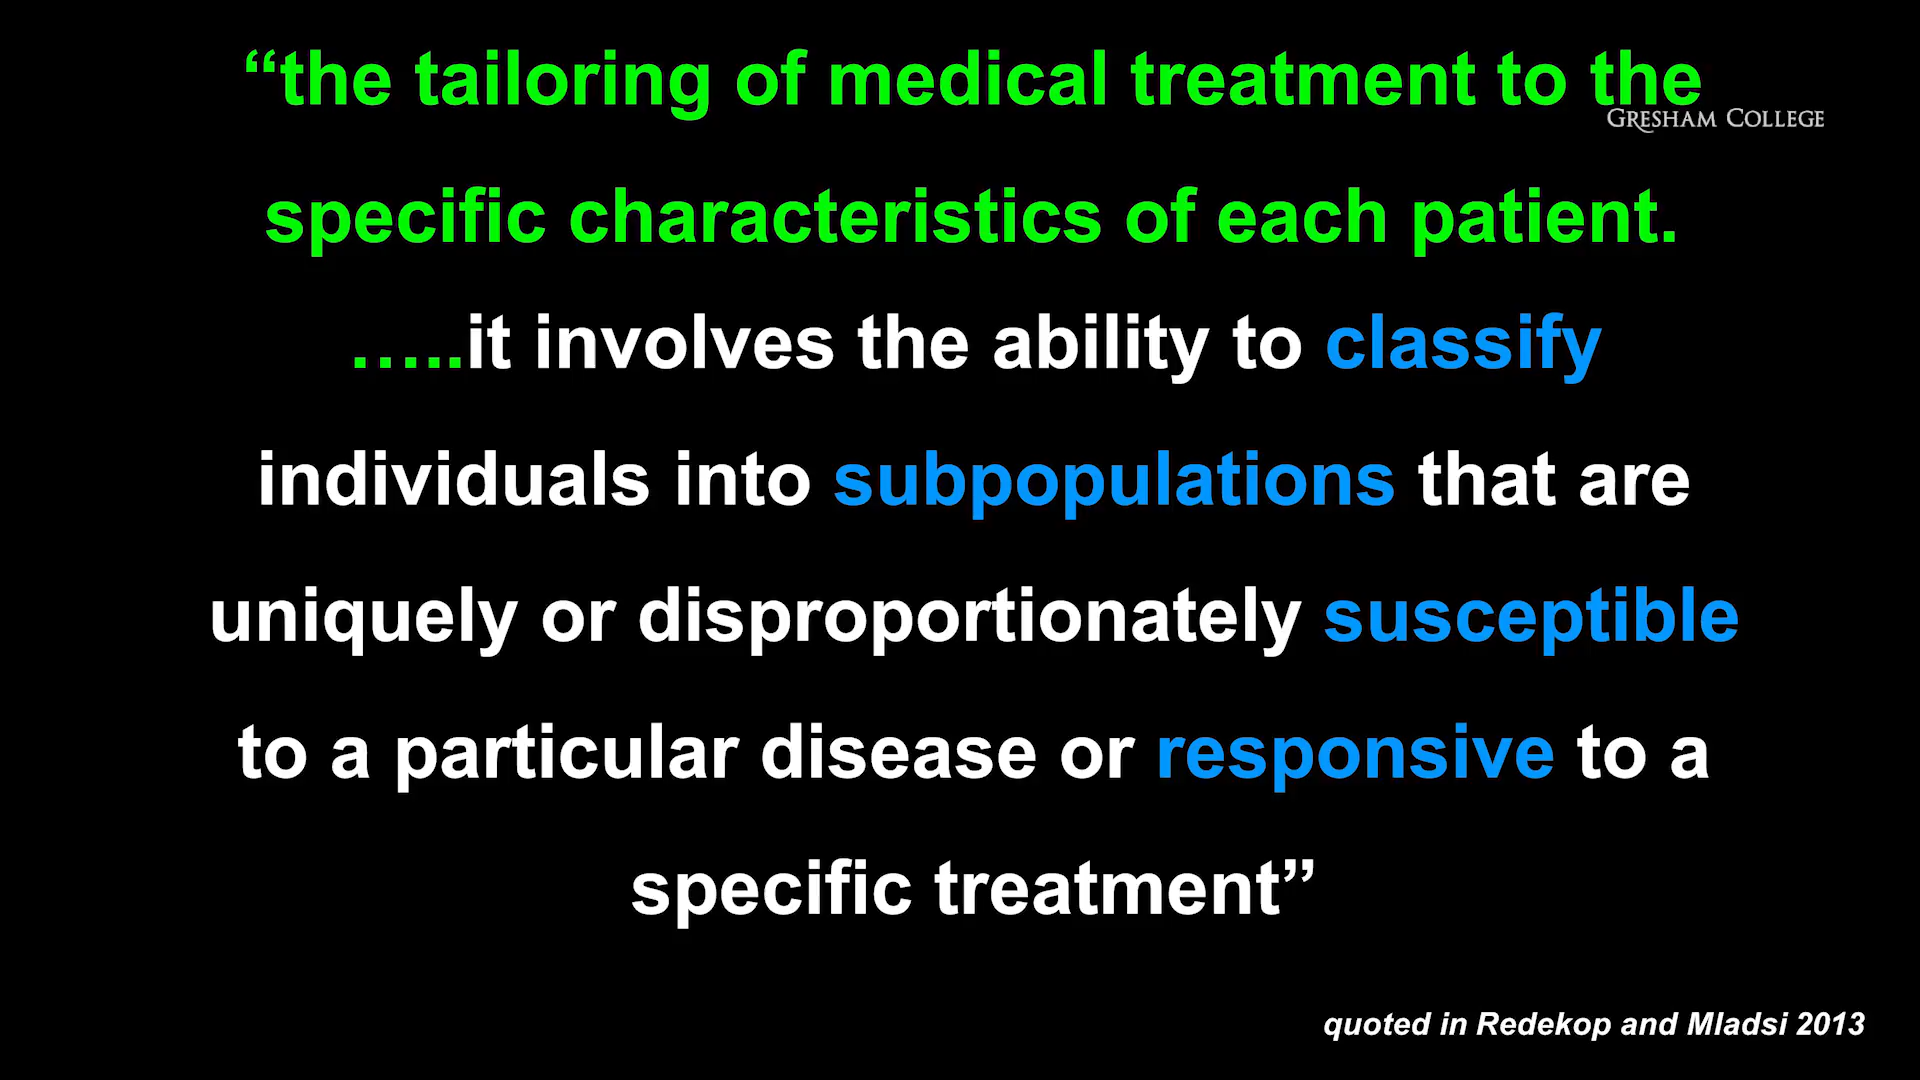 “the tailoring of medical treatment to the
GRESHAM COLLEGE
specific characteristics of each patient.
…..it involves the ability to classify
individuals into subpopulations that are
uniquely or disproportionately susceptible
to a particular disease or responsive to a
specific treatment”
quoted in Redekop and Mladsi 2013